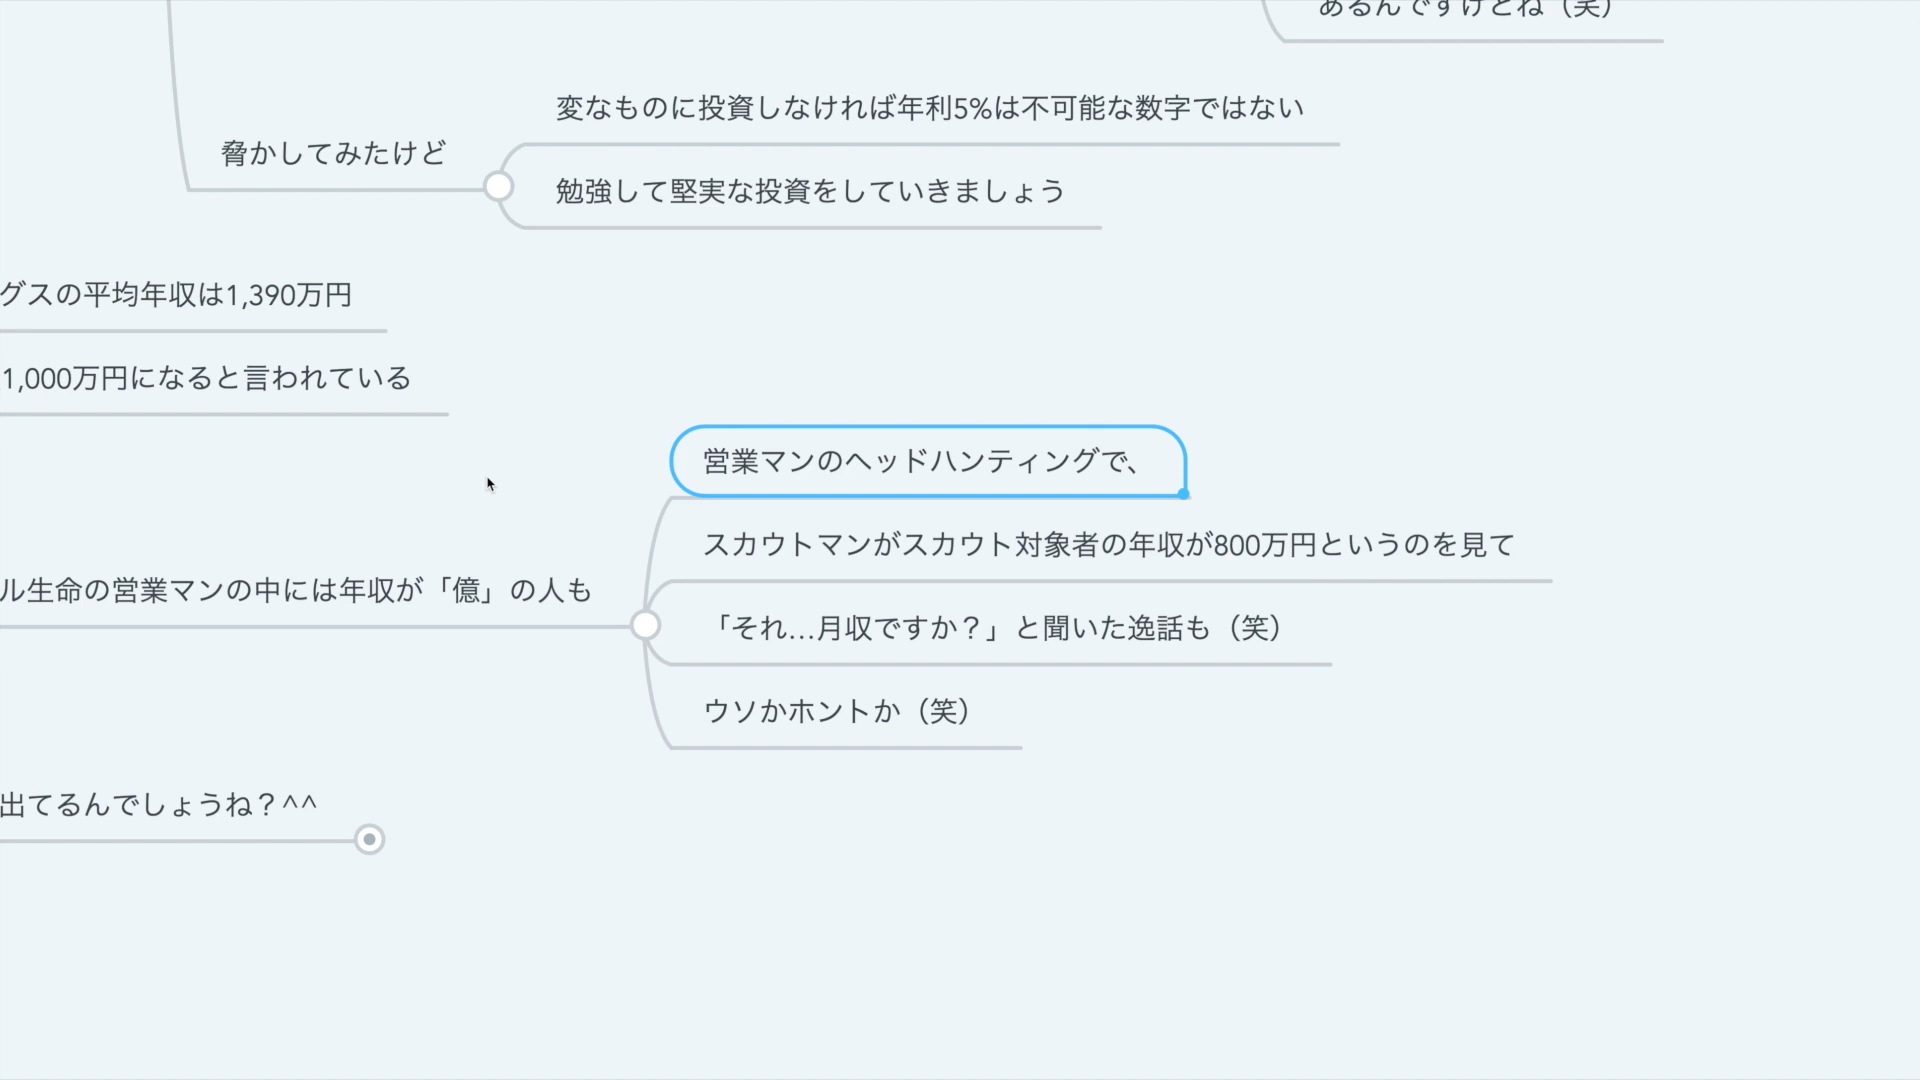 あるんですけどね（笑）
変なものに投資しなければ年利5%は不可能な数字ではない
脅かしてみたけど
勉強して堅実な投資をしていきましょう
グスの平均年収は1,390万円
1,000万円になると言われている
営業マンのヘッドハンティングで、
スカウトマンがスカウト対象者の年収が800万円というのを見て
ル生命の営業マンの中には年収が「億」の人も
「それ…月収ですか？」と聞いた逸話も（笑）
ウソかホントか（笑）
出てるんでしょうね？^^